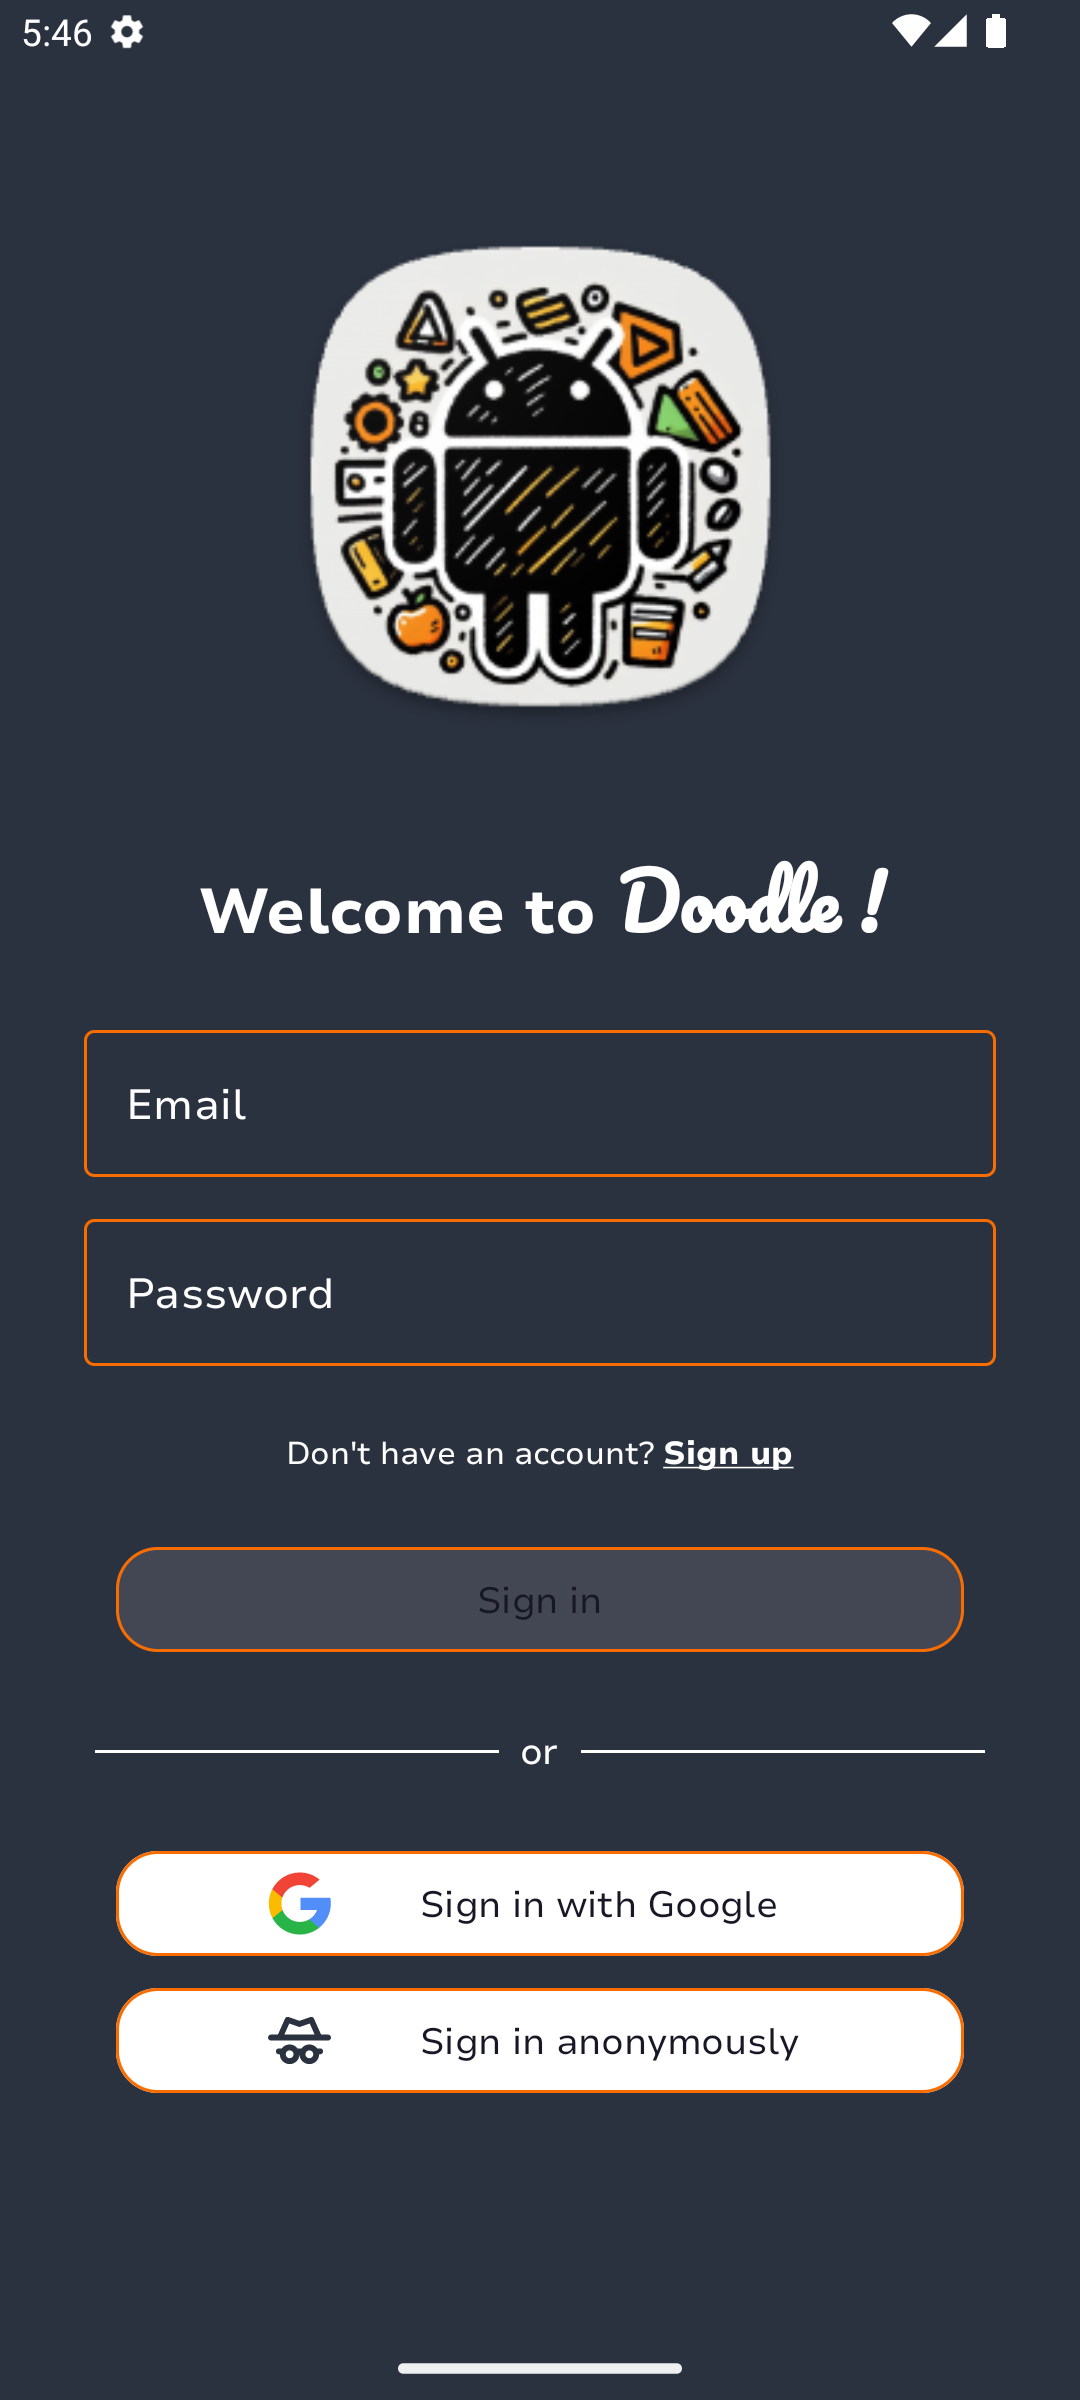 5:46
Welcome to Doodle !
Email
Password
Don't have an account? Sign up
Sign in
or
Sign in with Google
Sign in anonymously